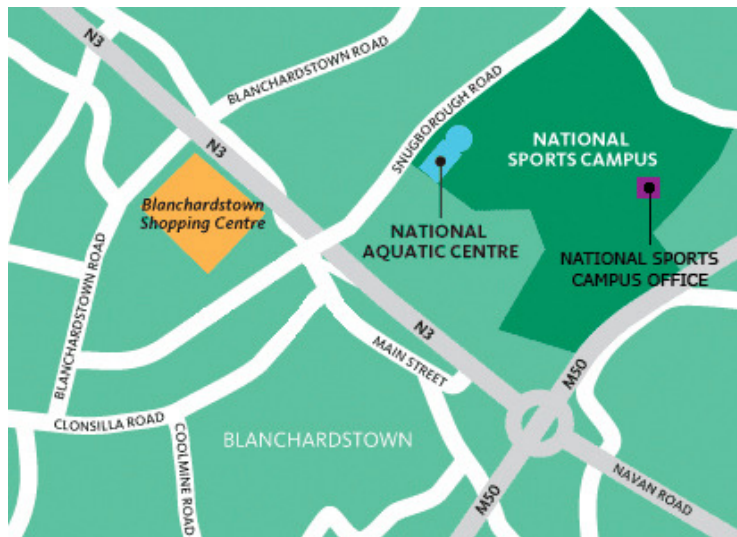 N3
BLANCHARDSTOWN ROAD
SNUGBOROUGH ROAD
N3
NATIONAL
SPORTS CAMPUS
Blanchardstown
Shopping Centre
NATIONAL
AQUATIC CENTRE
NATIONAL SPORTS
CAMPUS OFFICE
BLANCHARDSTOWN ROAD
N3
MAIN STREET
M50
CLONSILLA ROAD
COOLMINE ROAD
BLANCHARDSTOWN
NAVAN ROAD
M50